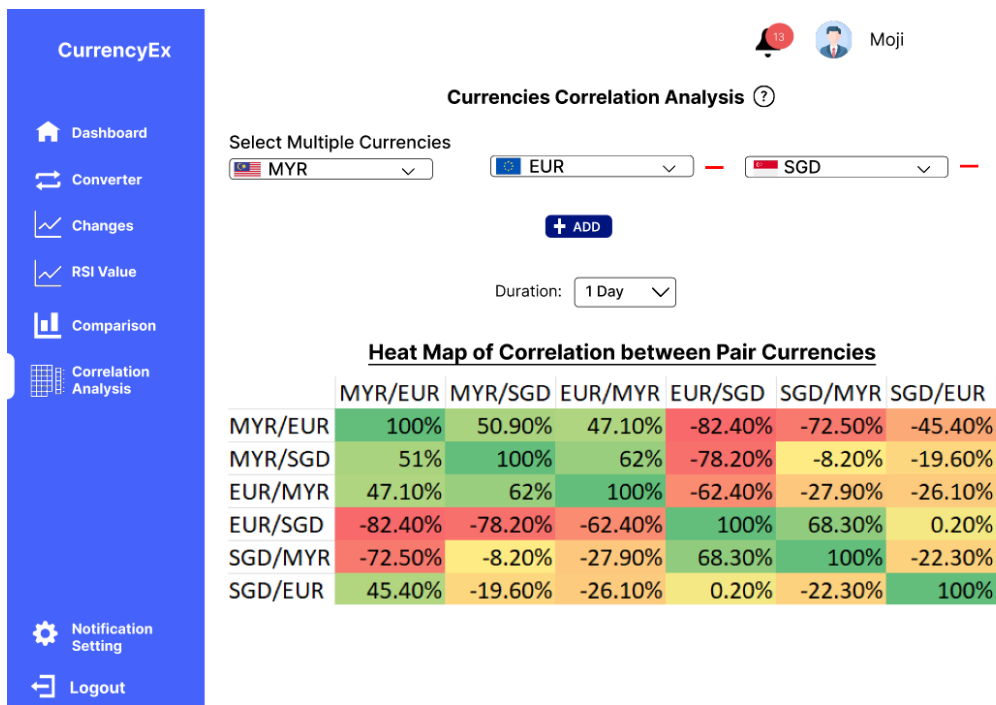 CurrencyEx
Dashboard
Converter
Changes
RSI Value
Comparison
Correlation
Analysis
Notification
Setting
Logout
13
Moji
Currencies Correlation Analysis ?
Select Multiple Currencies
MYR EUR SGD
ADD
Duration: 1 Day
Heat Map of Correlation between Pair Currencies
MYR/EUR MYR/SGD EUR/MYR EUR/SGD SGD/MYR SGD/EUR
MYR/EUR 100% 50.90% 47.10% -82.40% -72.50% -45.40%
MYR/SGD 51% 100% 62% -78.20% -8.20% -19.60%
EUR/MYR 47.10% 62% 100% -62.40% -27.90% -26.10%
EUR/SGD -82.40% -78.20% -62.40% 100% 68.30% 0.20%
SGD/MYR -72.50% -8.20% -27.90% 68.30% 100% -22.30%
SGD/EUR 45.40% -19.60% -26.10% 0.20% -22.30% 100%